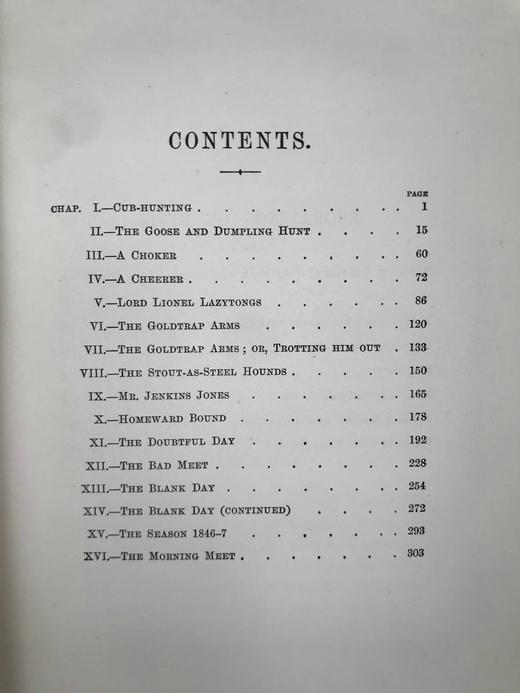 CONTENTS.
PAGE
CHAP. I.—CUB-HUNTING . . . . . . . . . 1
II.—THE GOOSE AND DUMPLING HUNT . . . . 15
III.—A CHOKER . . . . . . . . 60
IV.—A CHEERER . . . . . . . . . 72
V.—LORD LIONEL LAZYTONGS . . . . . . 86
VI.—THE GOLDTRAP ARMS . . . . . . 120
VII.—THE GOLDTRAP ARMS; OR, TROTTING HIM OUT . 133
VIII.—THE STOUT-AS-STEEL HOUNDS . . . . . 150
IX.—MR. JENKINS JONES . . . . . . . 165
X.—HOMEWARD BOUND . . . . . . . 178
XI.—THE DOUBTFUL DAY . . . . . . . 192
XII.—THE BAD MEET . . . . . . . . 228
XIII.—THE BLANK DAY . . . . . . . . 254
XIV.—THE BLANK DAY (CONTINUED) . . . . 272
XV.—THE SEASON 1846–7 . . . . . . 293
XVI.—THE MORNING MEET . . . . . . . 303